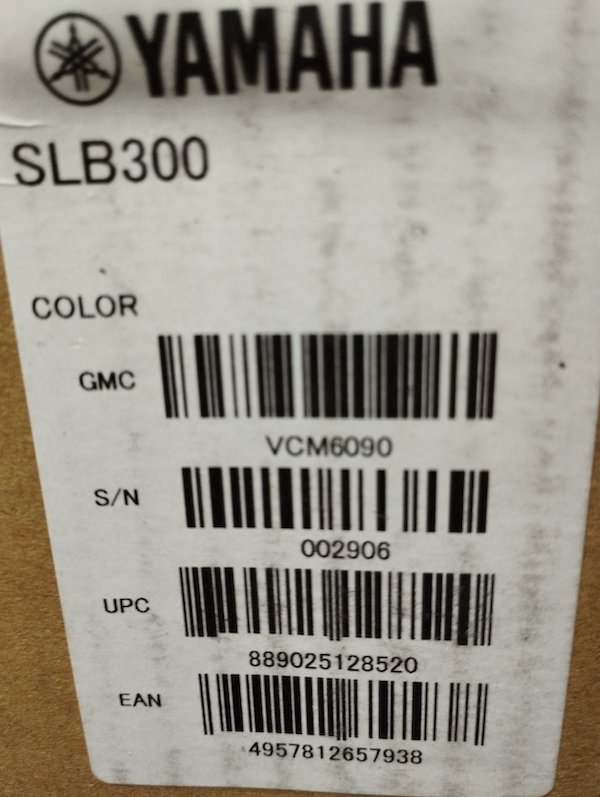 YAMAHA
SLB300
COLOR
GMC
VCM6090
S/N
002906
UPC
889025128520
EAN
4957812657938